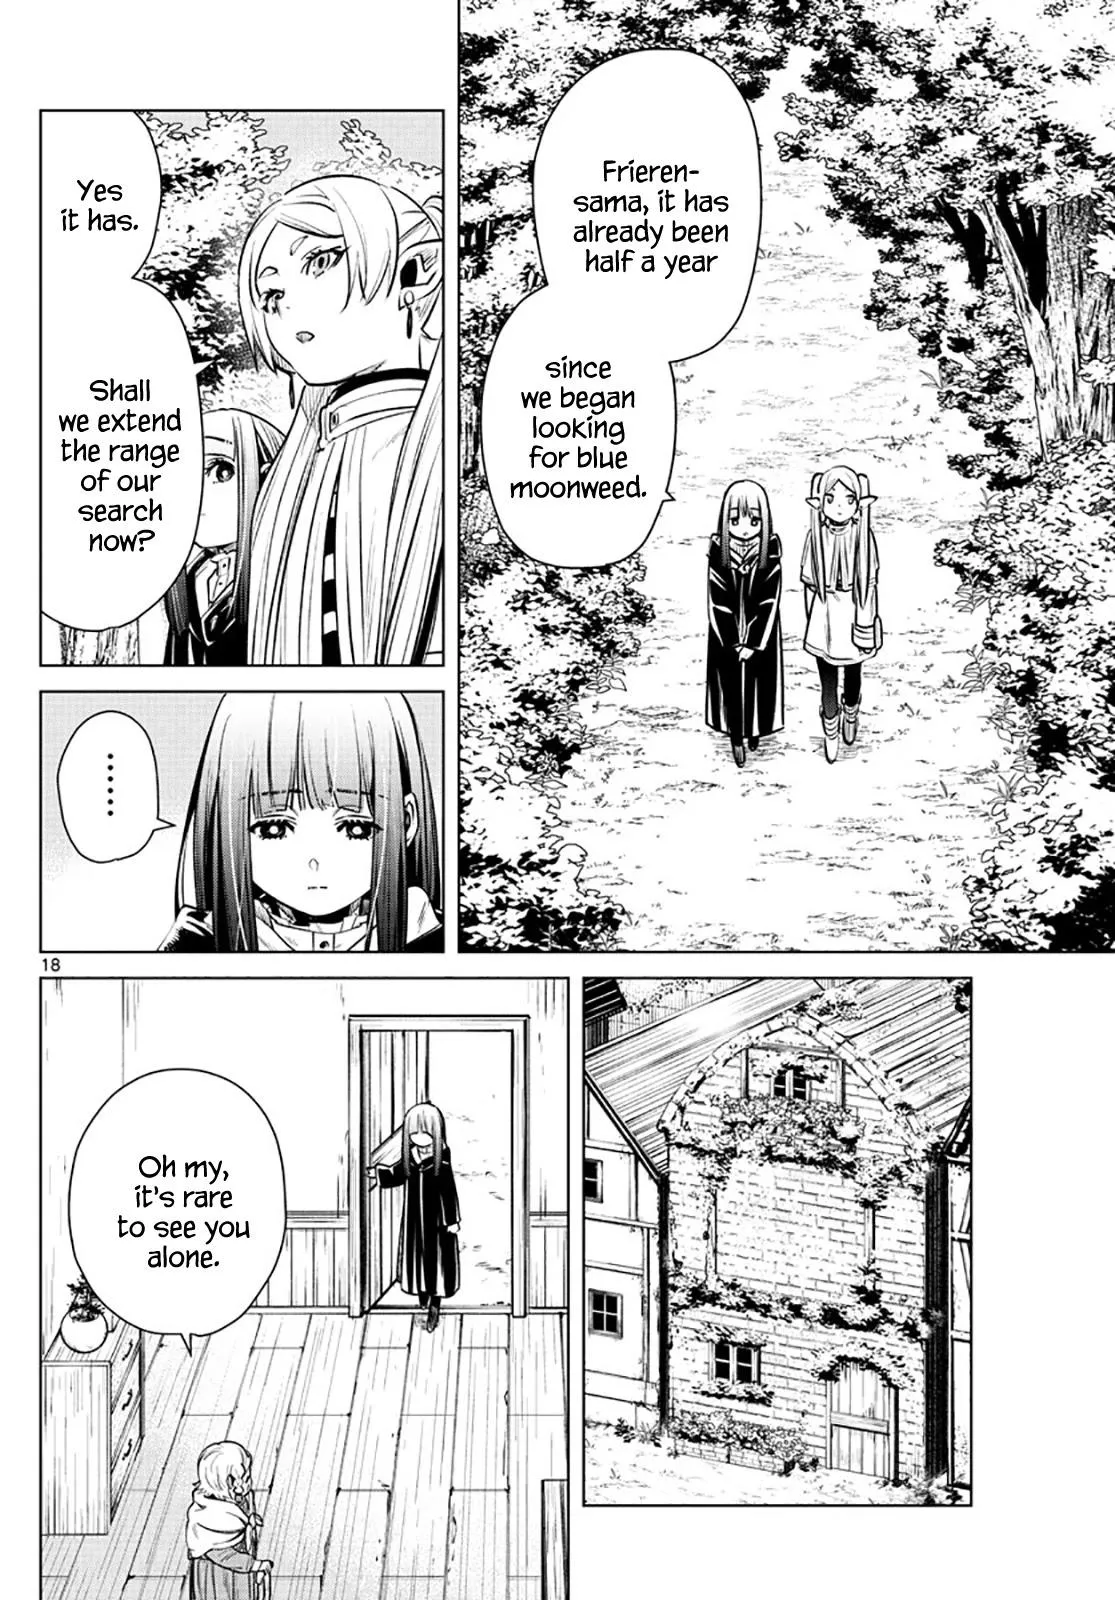 Frieren-
sama, it has
already been
half a year
since
we began
looking
for blue
moonweed.
Yes
it has.
Shall
we extend
the range
of our
search
now?
......
18
Oh my,
it's rare
to see you
alone.